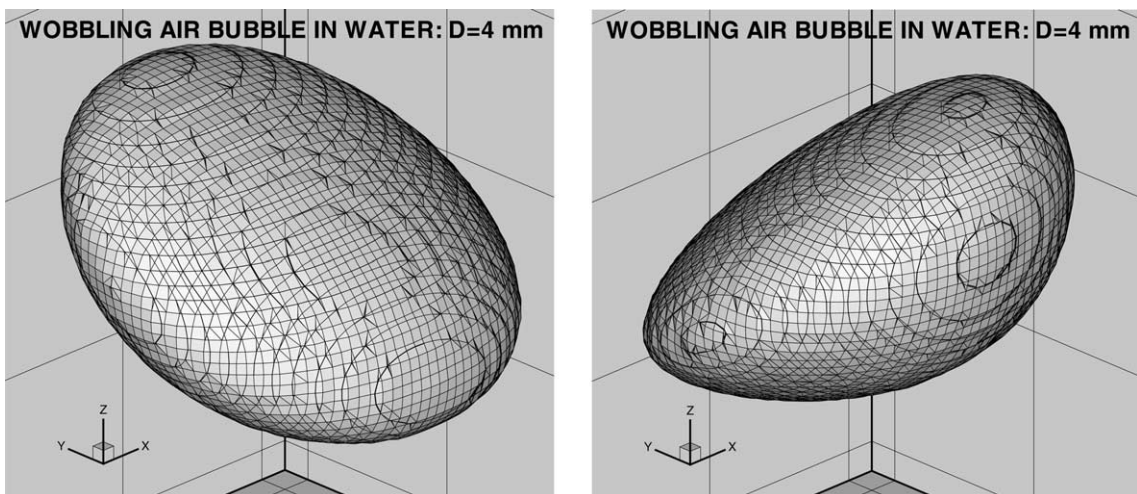 WOBBLING AIR BUBBLE IN WATER: D=4 mm
Z
Y X
WOBBLING AIR BUBBLE IN WATER: D=4 mm
Z
Y X